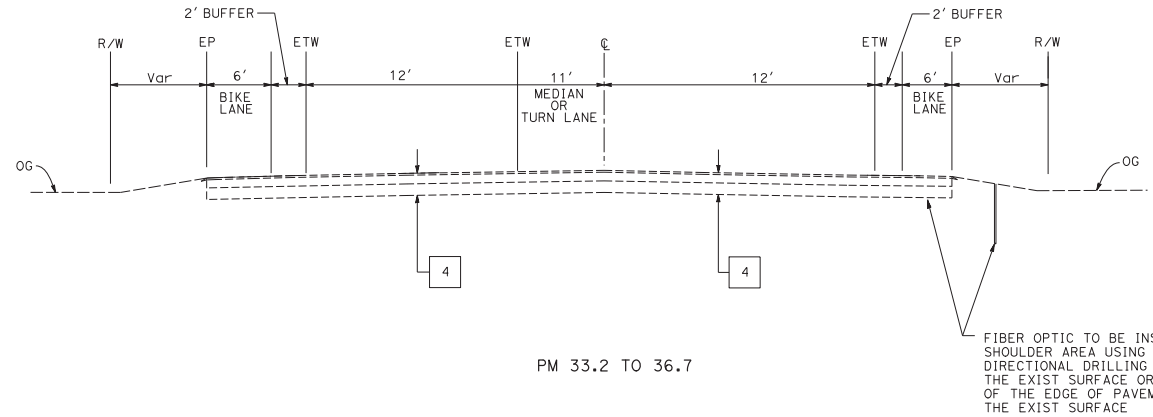 2' BUFFER
2' BUFFER
R/W
EP
ETW
ETW
℄
ETW
EP
R/W
Var
6'
12'
11'
12'
6'
Var
BIKE
LANE
MEDIAN
OR
TURN LANE
BIKE
LANE
OG
OG
4
4
PM 33.2 TO 36.7
FIBER OPTIC TO BE
SHOULDER AREA USING
DIRECTIONAL DRILLING
THE EXIST SURFACE OR
OF THE EDGE OF
THE EXIST SURFACE